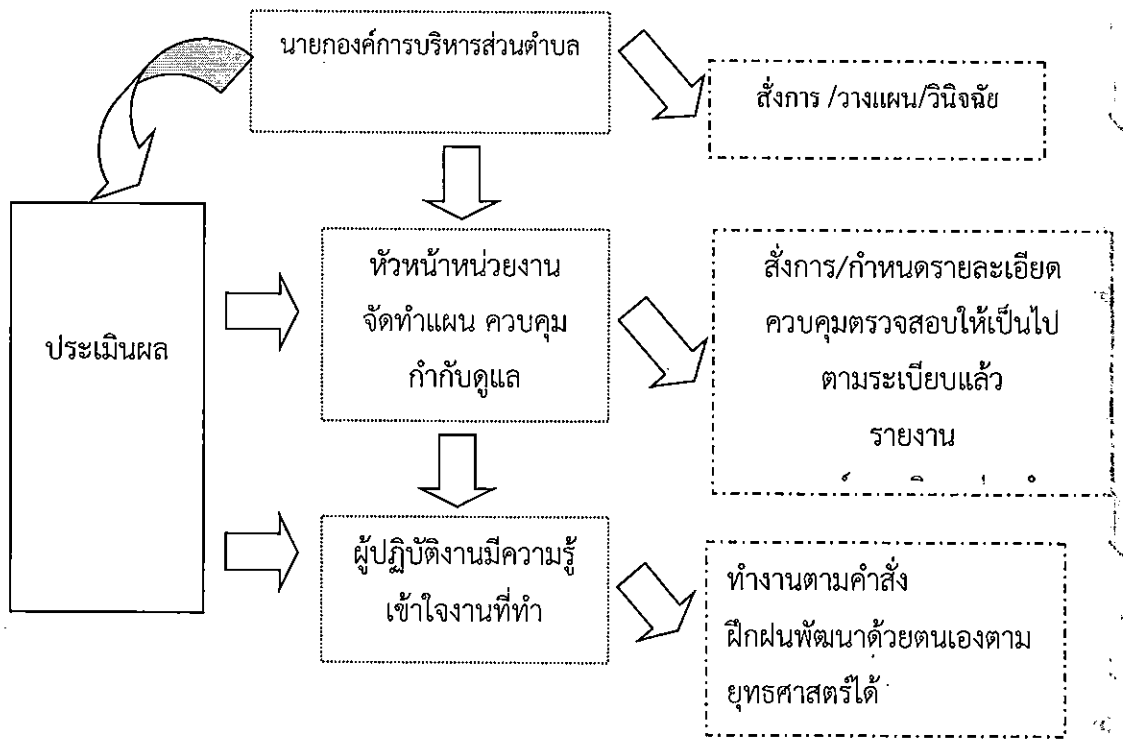 นายกองค์การบริหารส่วนตำบล
สั่งการ /วางแผน/วินิจฉัย
ประเมินผล
หัวหน้าหน่วยงาน
จัดทำแผน ควบคุม
กำกับดูแล
สั่งการ/กำหนดรายละเอียด
ควบคุมตรวจสอบให้เป็นไป
ตามระเบียบแล้ว
รายงาน
ผู้ปฏิบัติงานมีความรู้
เข้าใจงานที่ทำ
ทำงานตามคำสั่ง
ฝึกฝนพัฒนาด้วยตนเองตาม
ยุทธศาสตร์ได้